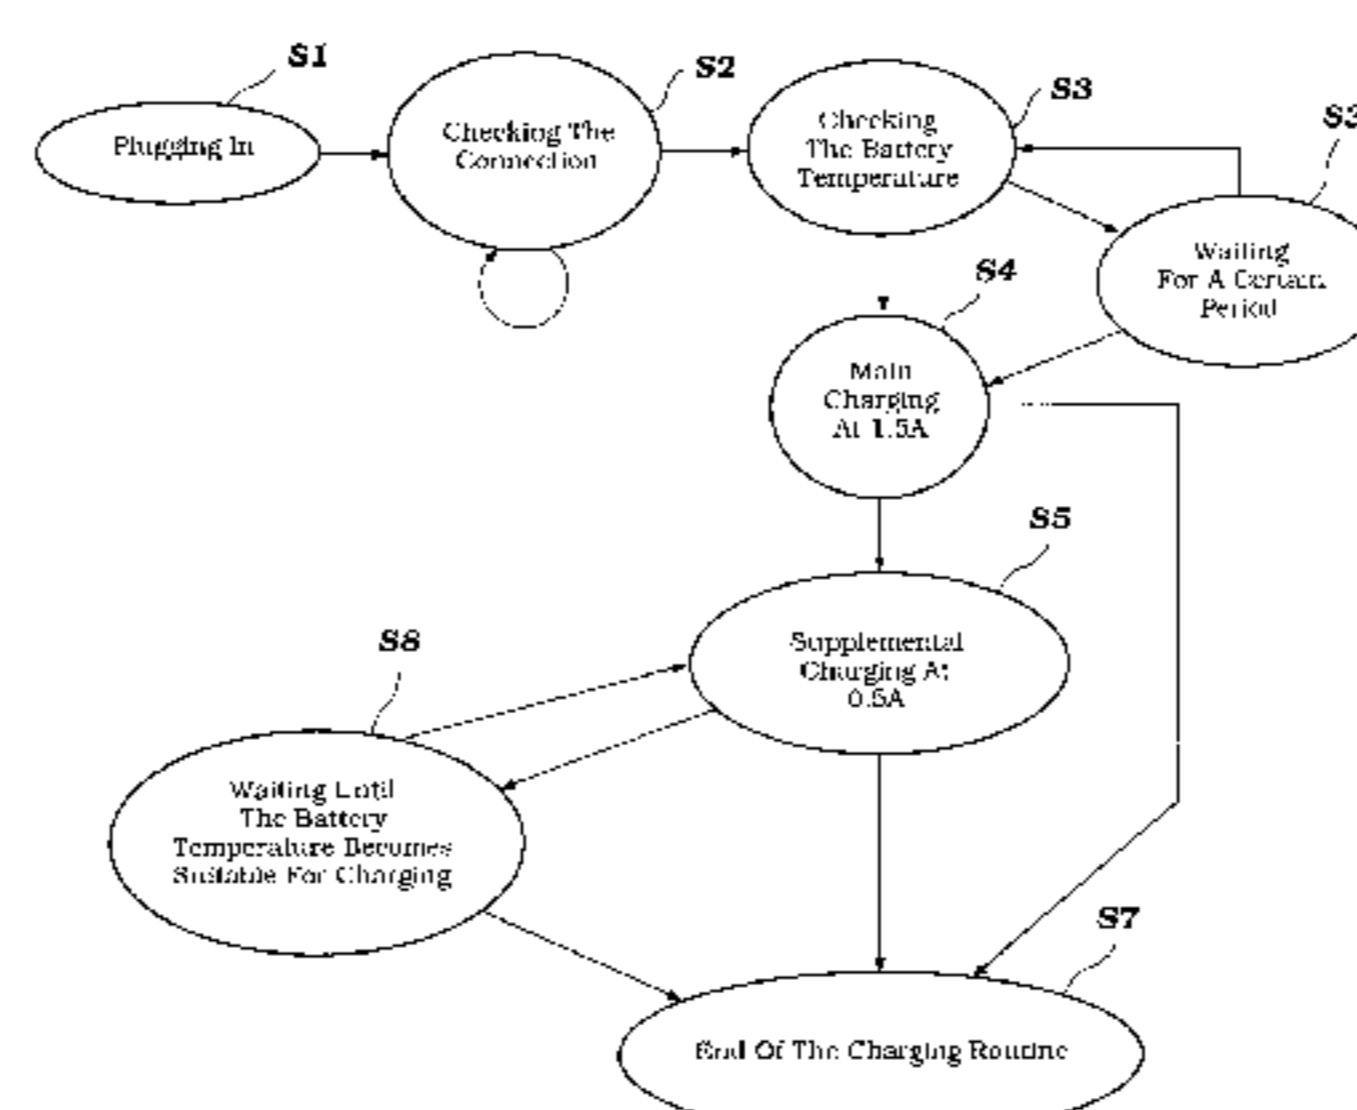 S1
Plugging In
S2
Checking The
Connection
S3
Checking
The Battery
Temperature
Waiting
For A Certain
Period
S4
Main
Charging
At 1.5A
S5
Supplemental
Charging At
0.5A
S8
Waiting Until
The Battery
Temperature Becomes
Suitable For Charging
S7
End Of The Charging Routine